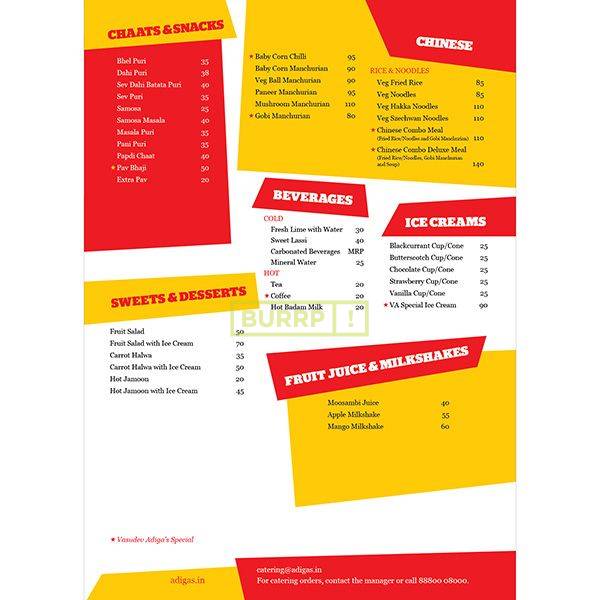 CHAATS & SNACKS
Bhel Puri 35
Dahi Puri 38
Sev Dahi Batata Puri 40
Sev Puri 35
Samosa 25
Samosa Masala 40
Masala Puri 35
Pani Puri 35
Papdi Chaat 40
★ Pav Bhaji 50
Extra Pav 20
★ Baby Corn Chilli 95
Baby Corn Manchurian 90
Veg Ball Manchurian 90
Paneer Manchurian 95
Mushroom Manchurian 110
★ Gobi Manchurian 80
CHINESE
RICE & NOODLES
Veg Fried Rice 85
Veg Noodles 85
Veg Hakka Noodles 110
Veg Szechwan Noodles 110
★ Chinese Combo Meal
(Fried Rice/Noodles and Gobi Manchurian) 110
★ Chinese Combo Deluxe Meal
(Fried Rice/Noodles, Gobi Manchurian
and Soup) 140
BEVERAGES
COLD
Fresh Lime with Water 30
Sweet Lassi 40
Carbonated Beverages MRP
Mineral Water 25
HOT
Tea 20
★ Coffee 20
Hot Badam Milk 20
ICE CREAMS
Blackcurrant Cup/Cone 25
Butterscotch Cup/Cone 25
Chocolate Cup/Cone 25
Strawberry Cup/Cone 25
Vanilla Cup/Cone 25
★ VA Special Ice Cream 90
SWEETS & DESSERTS
Fruit Salad 50
Fruit Salad with Ice Cream 70
Carrot Halwa 35
Carrot Halwa with Ice Cream 50
Hot Jamoon 20
Hot Jamoon with Ice Cream 45
BURRP !
FRUIT JUICE & MILKSHAKES
Moosambi Juice 40
Apple Milkshake 55
Mango Milkshake 60
★ Vasudev Adiga's Special
adigas.in
catering@adigas.in
For catering orders, contact the manager or call 88800 08000.